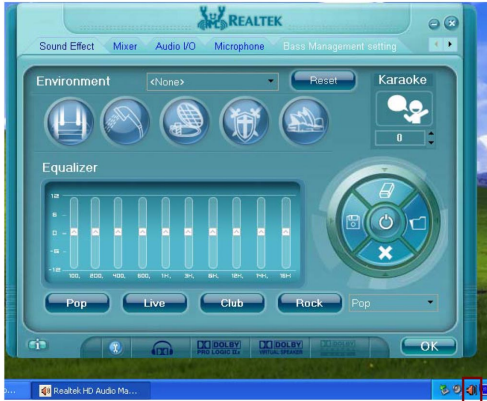 REALTEK
Sound Effect Mixer Audio I/O Microphone Bass Management setting
Environment <None> Reset Karaoke
0
Equalizer
12
6
0
-6
-12
100, 200, 400, 600, 1K, 3K, 6K, 12K, 14K, 16K
Pop Live Club Rock Pop
DOLBY PRO LOGIC IIx DOLBY VIRTUAL SPEAKER
OK
Realtek HD Audio Ma...